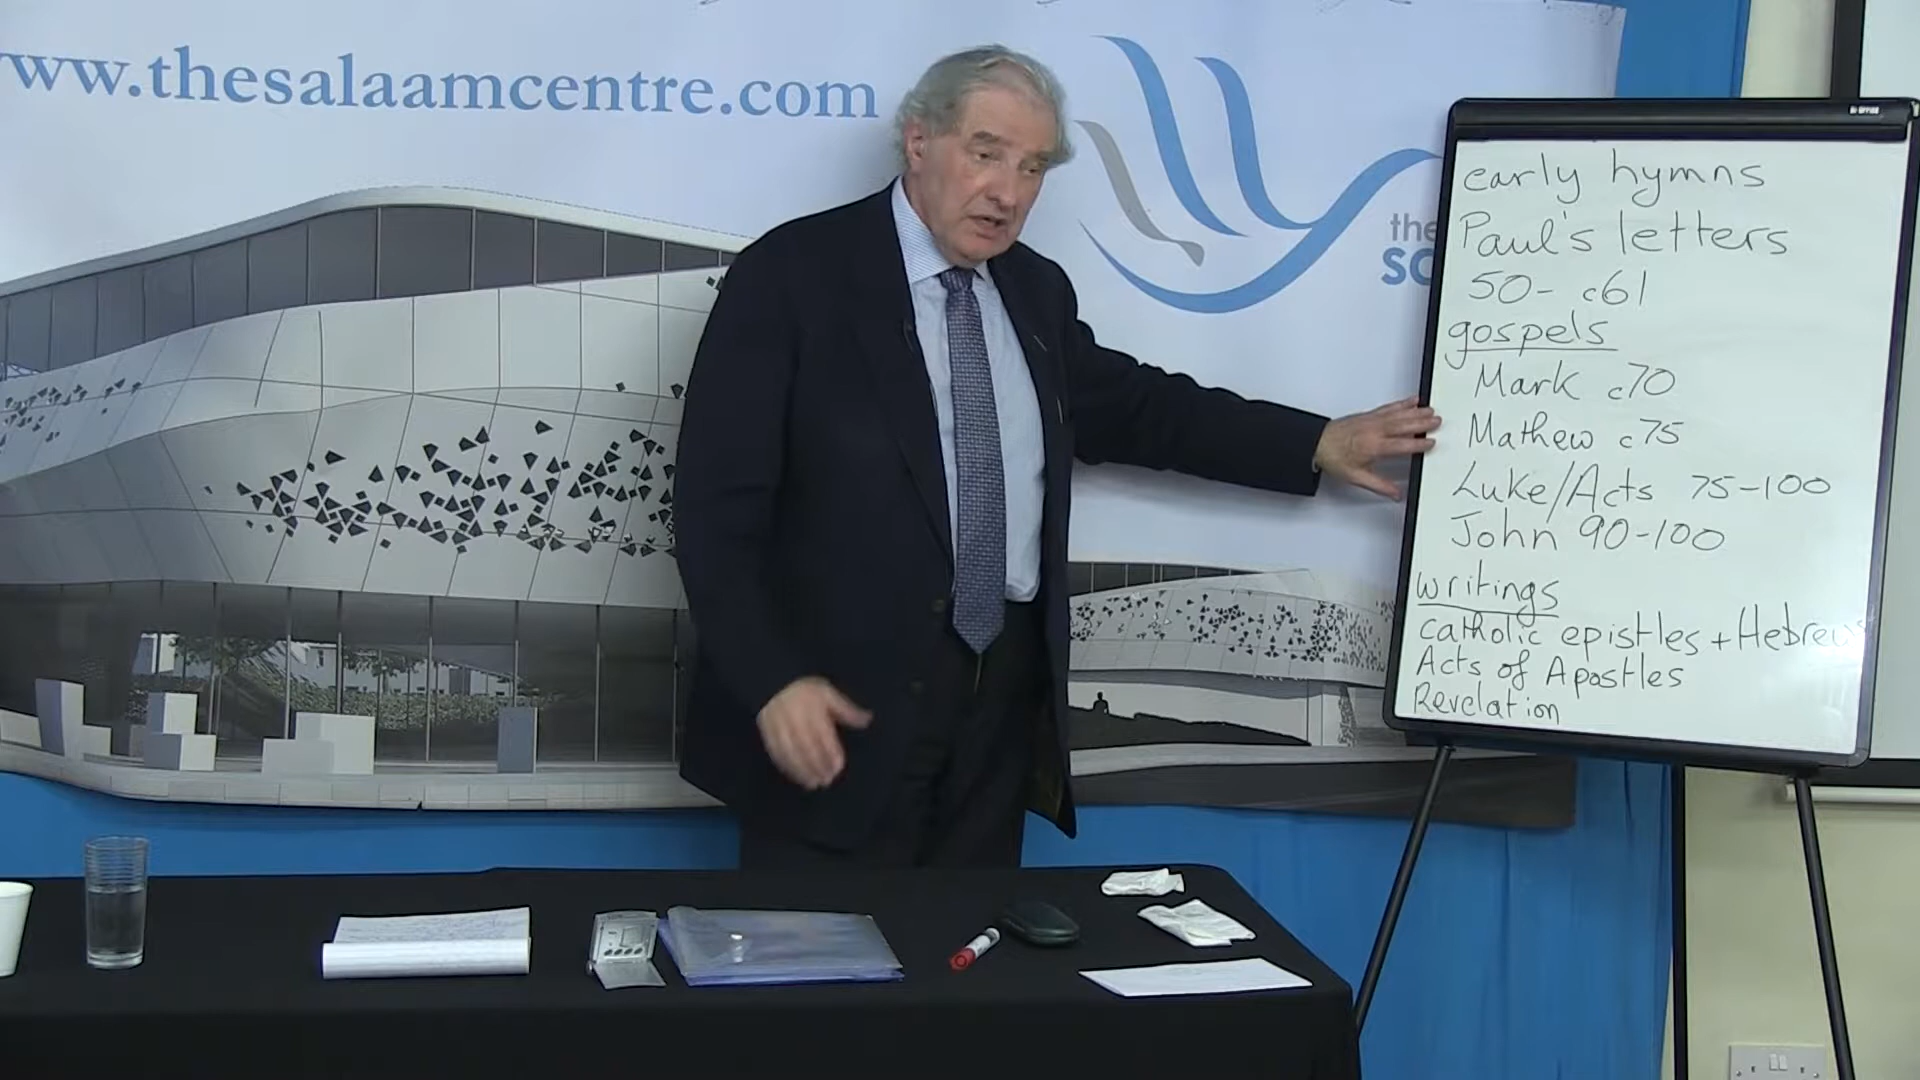 www.thesalaamcentre.com
the
early hymns
Paul's letters
50- c61
gospels
Mark c70
Mathew c75
Luke/Acts 75-100
John 90-100
writings
catholic epistles + Hebrews
Acts of Apostles
Revelation